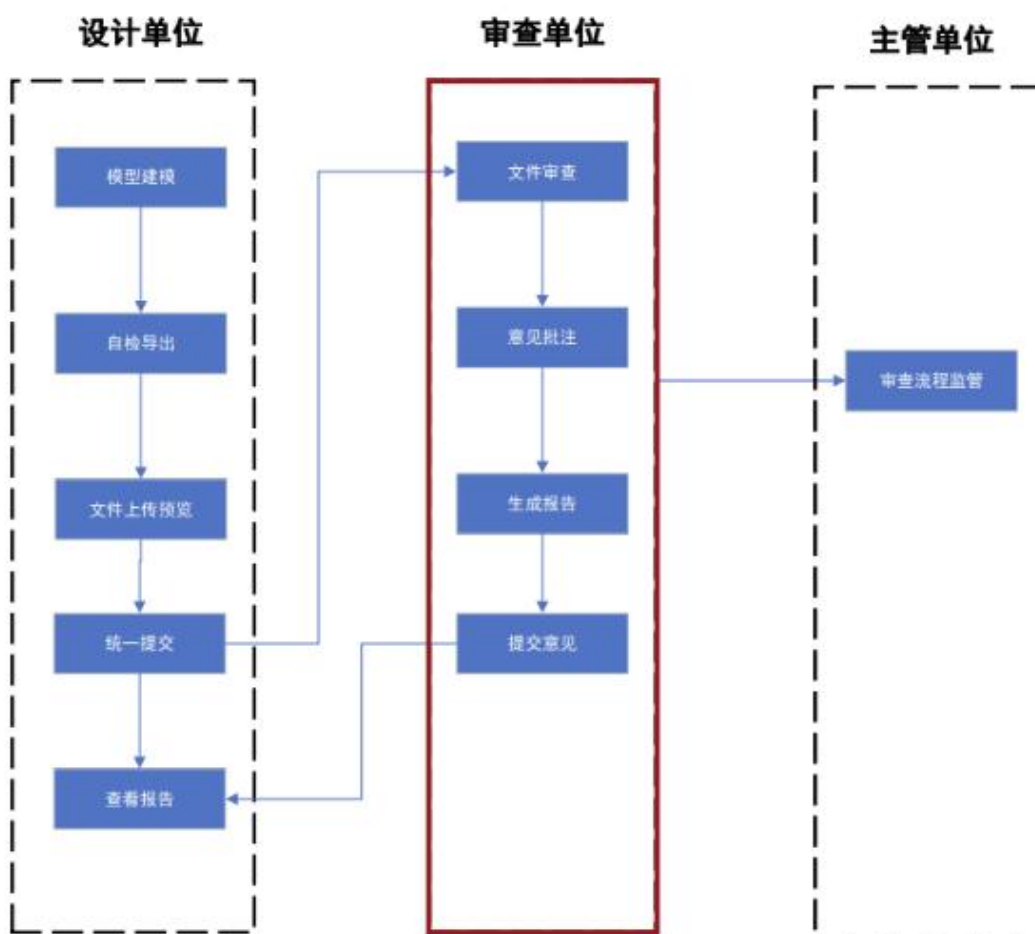 设计单位
审查单位
主管单位
模型建模
自检导出
文件上传预览
统一提交
查看报告
文件审查
意见批注
生成报告
提交意见
审查流程监管